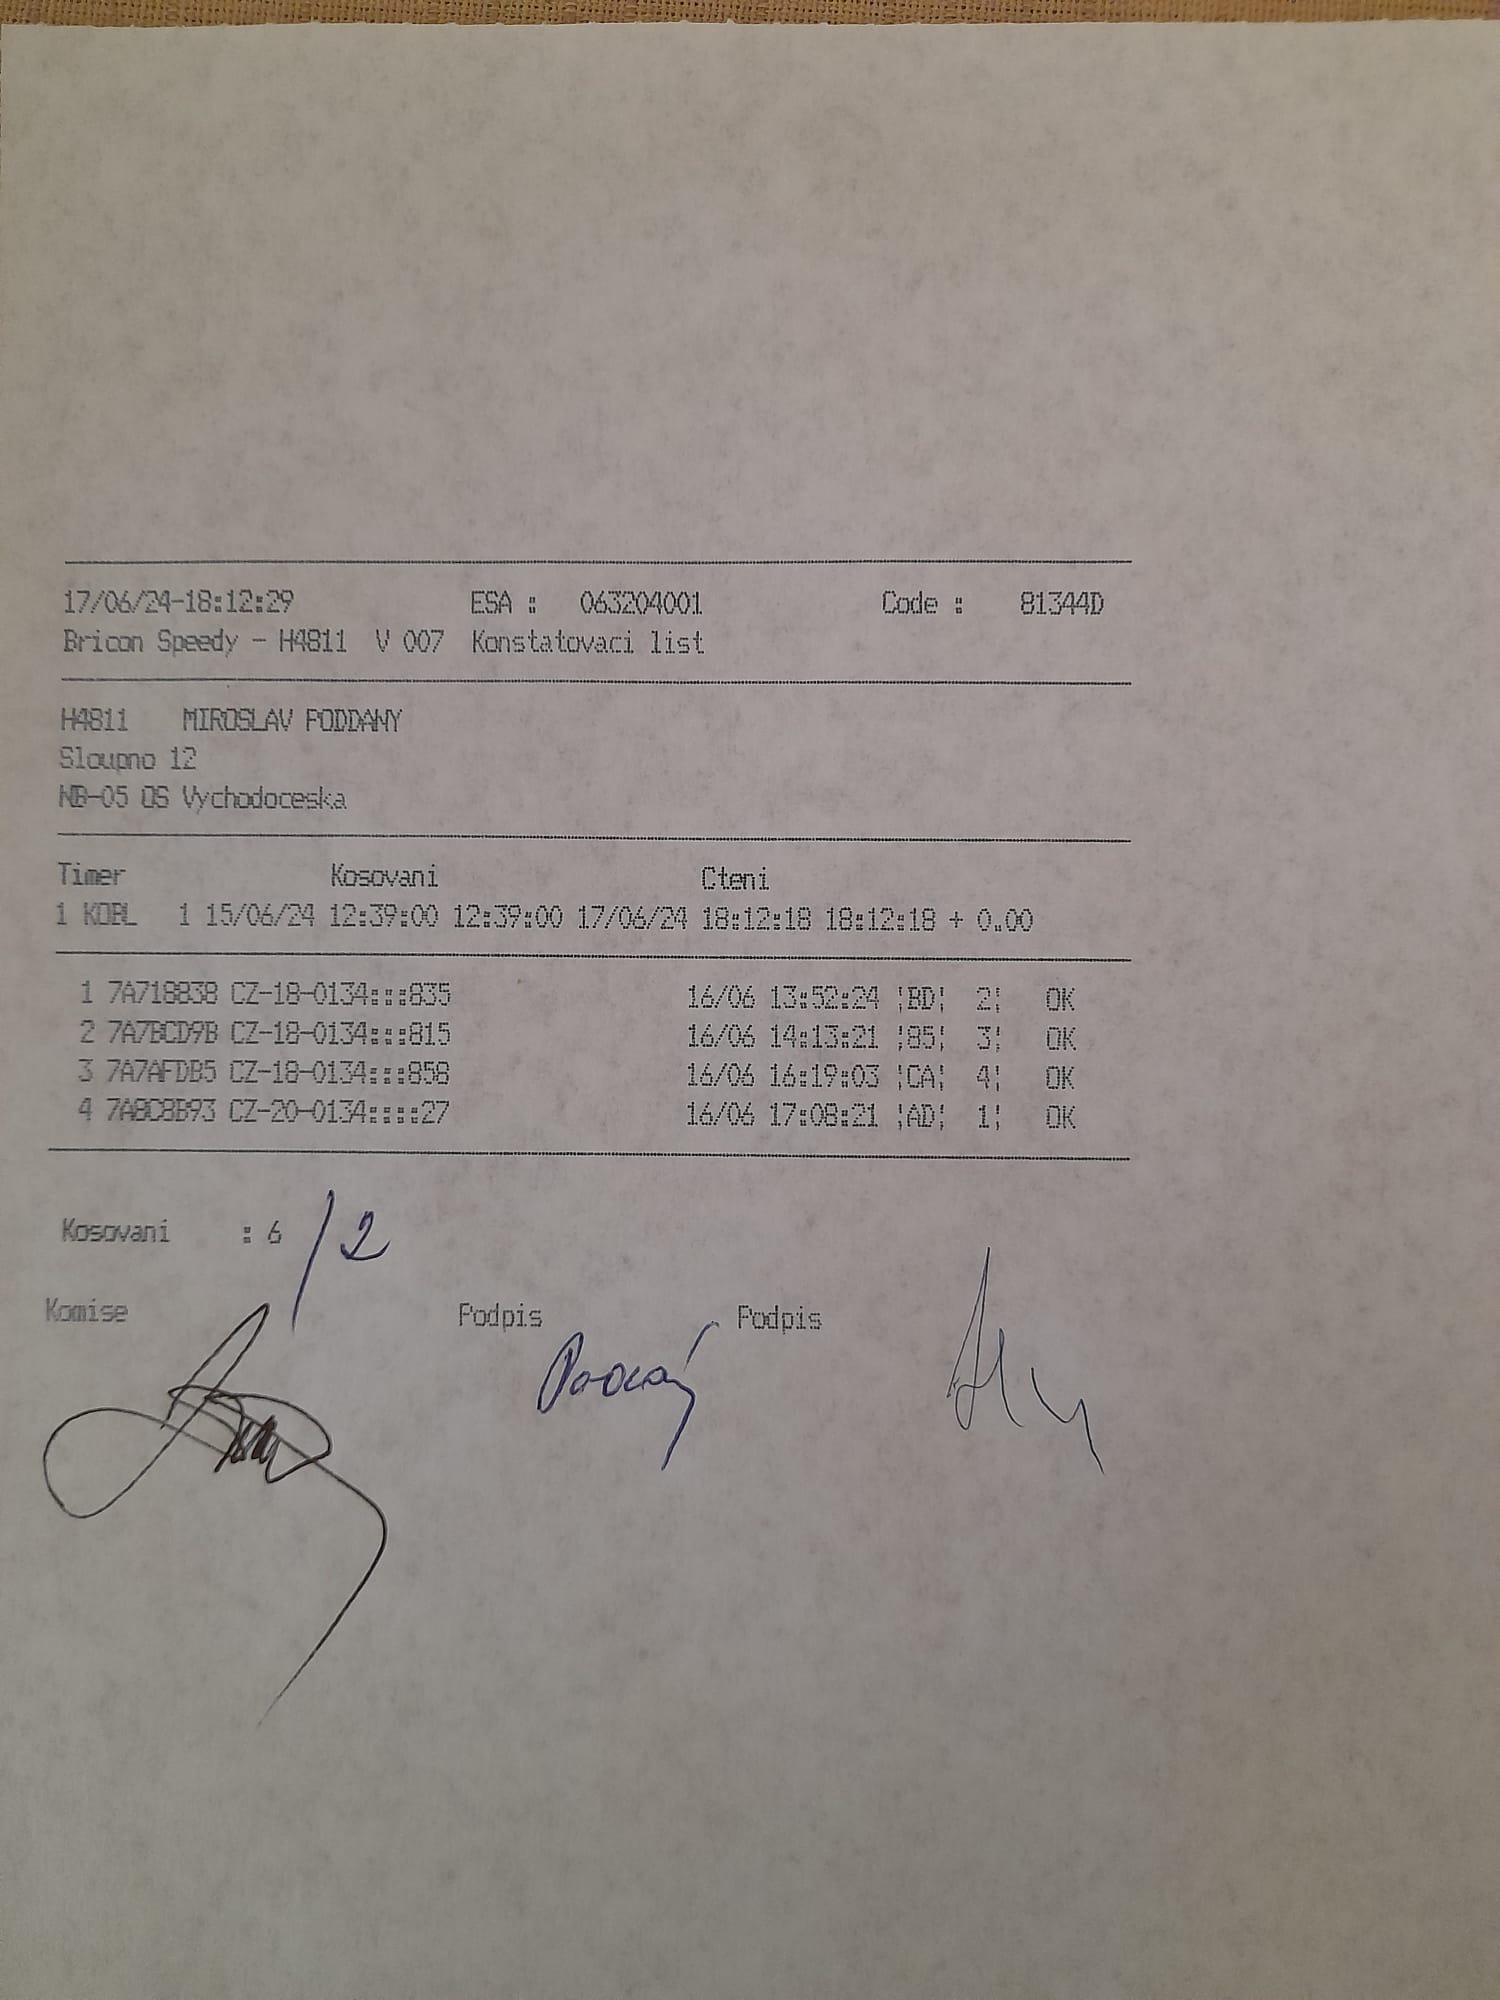 17/06/24-18:12:29 ESA : 063204001 Code : 81344D
Bricon Speedy - H4811 V 007 Konstatovaci list
H4811 MIROSLAV PODDANY
Sloupno 12
NB-05 OS Vychodoceska
Timer Kosovani Cteni
1 KOBL 1 15/06/24 12:39:00 12:39:00 17/06/24 18:12:18 18:12:18 + 0.00
1 7A718838 CZ-18-0134:::835 16/06 13:52:24 ¦BD¦ 2¦ OK
2 7A7BCD9B CZ-18-0134:::815 16/06 14:13:21 ¦85¦ 3¦ OK
3 7A7AFDB5 CZ-18-0134:::858 16/06 16:19:03 ¦CA¦ 4¦ OK
4 7A8C8B93 CZ-20-0134::::27 16/06 17:08:21 ¦AD¦ 1¦ OK
Kosovani : 6 /2
Komise Podpis Podpis